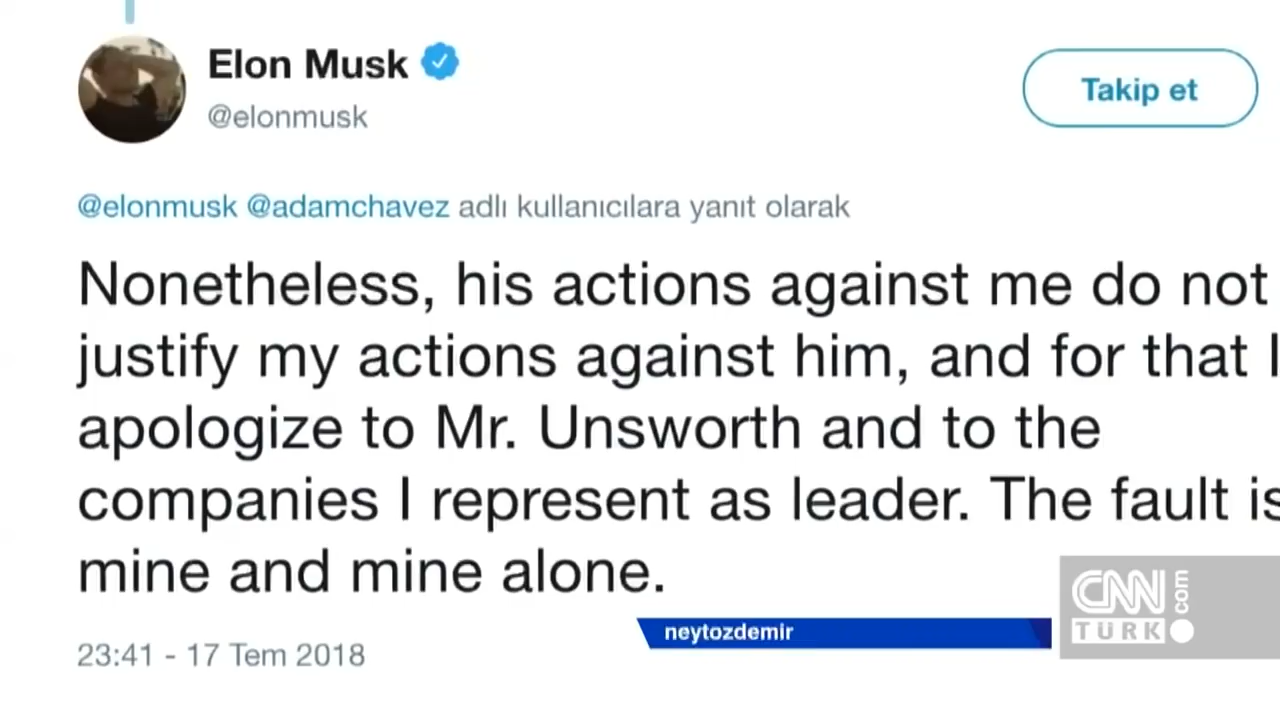 Elon Musk
@elonmusk
Takip et
@elonmusk @adamchavez adlı kullanıcılara yanıt olarak
Nonetheless, his actions against me do not
justify my actions against him, and for that I
apologize to Mr. Unsworth and to the
companies I represent as leader. The fault is
mine and mine alone.
neytozdemir
CNN
TURK
.com
23:41 - 17 Tem 2018